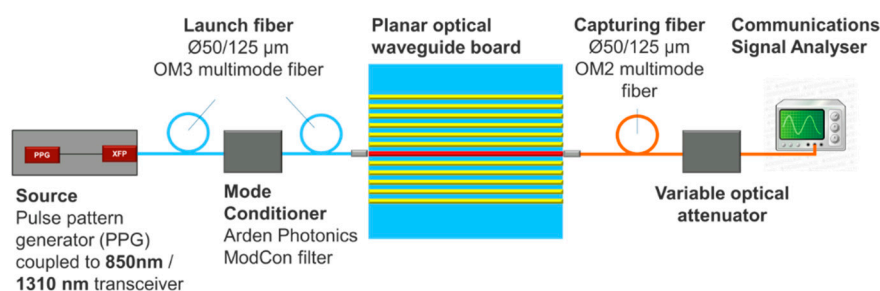 Launch fiber
Ø50/125 µm
OM3 multimode fiber
Planar optical
waveguide board
Capturing fiber
Ø50/125 µm
OM2 multimode
fiber
Communications
Signal Analyser
PPG
XFP
Source
Pulse pattern
generator (PPG)
coupled to 850nm /
1310 nm transceiver
Mode
Conditioner
Arden Photonics
ModCon filter
Variable optical
attenuator